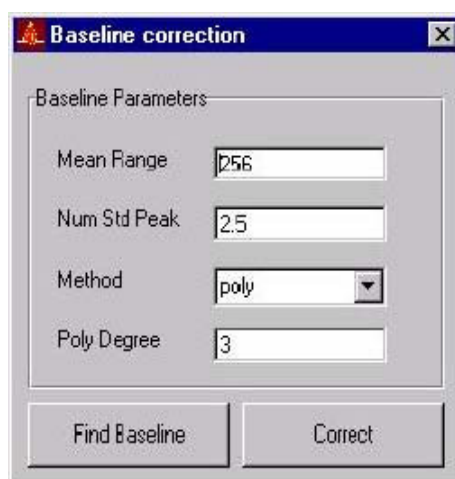 Baseline correction
Baseline Parameters
Mean Range 256
Num Std Peak 2.5
Method poly
Poly Degree 3
Find Baseline Correct